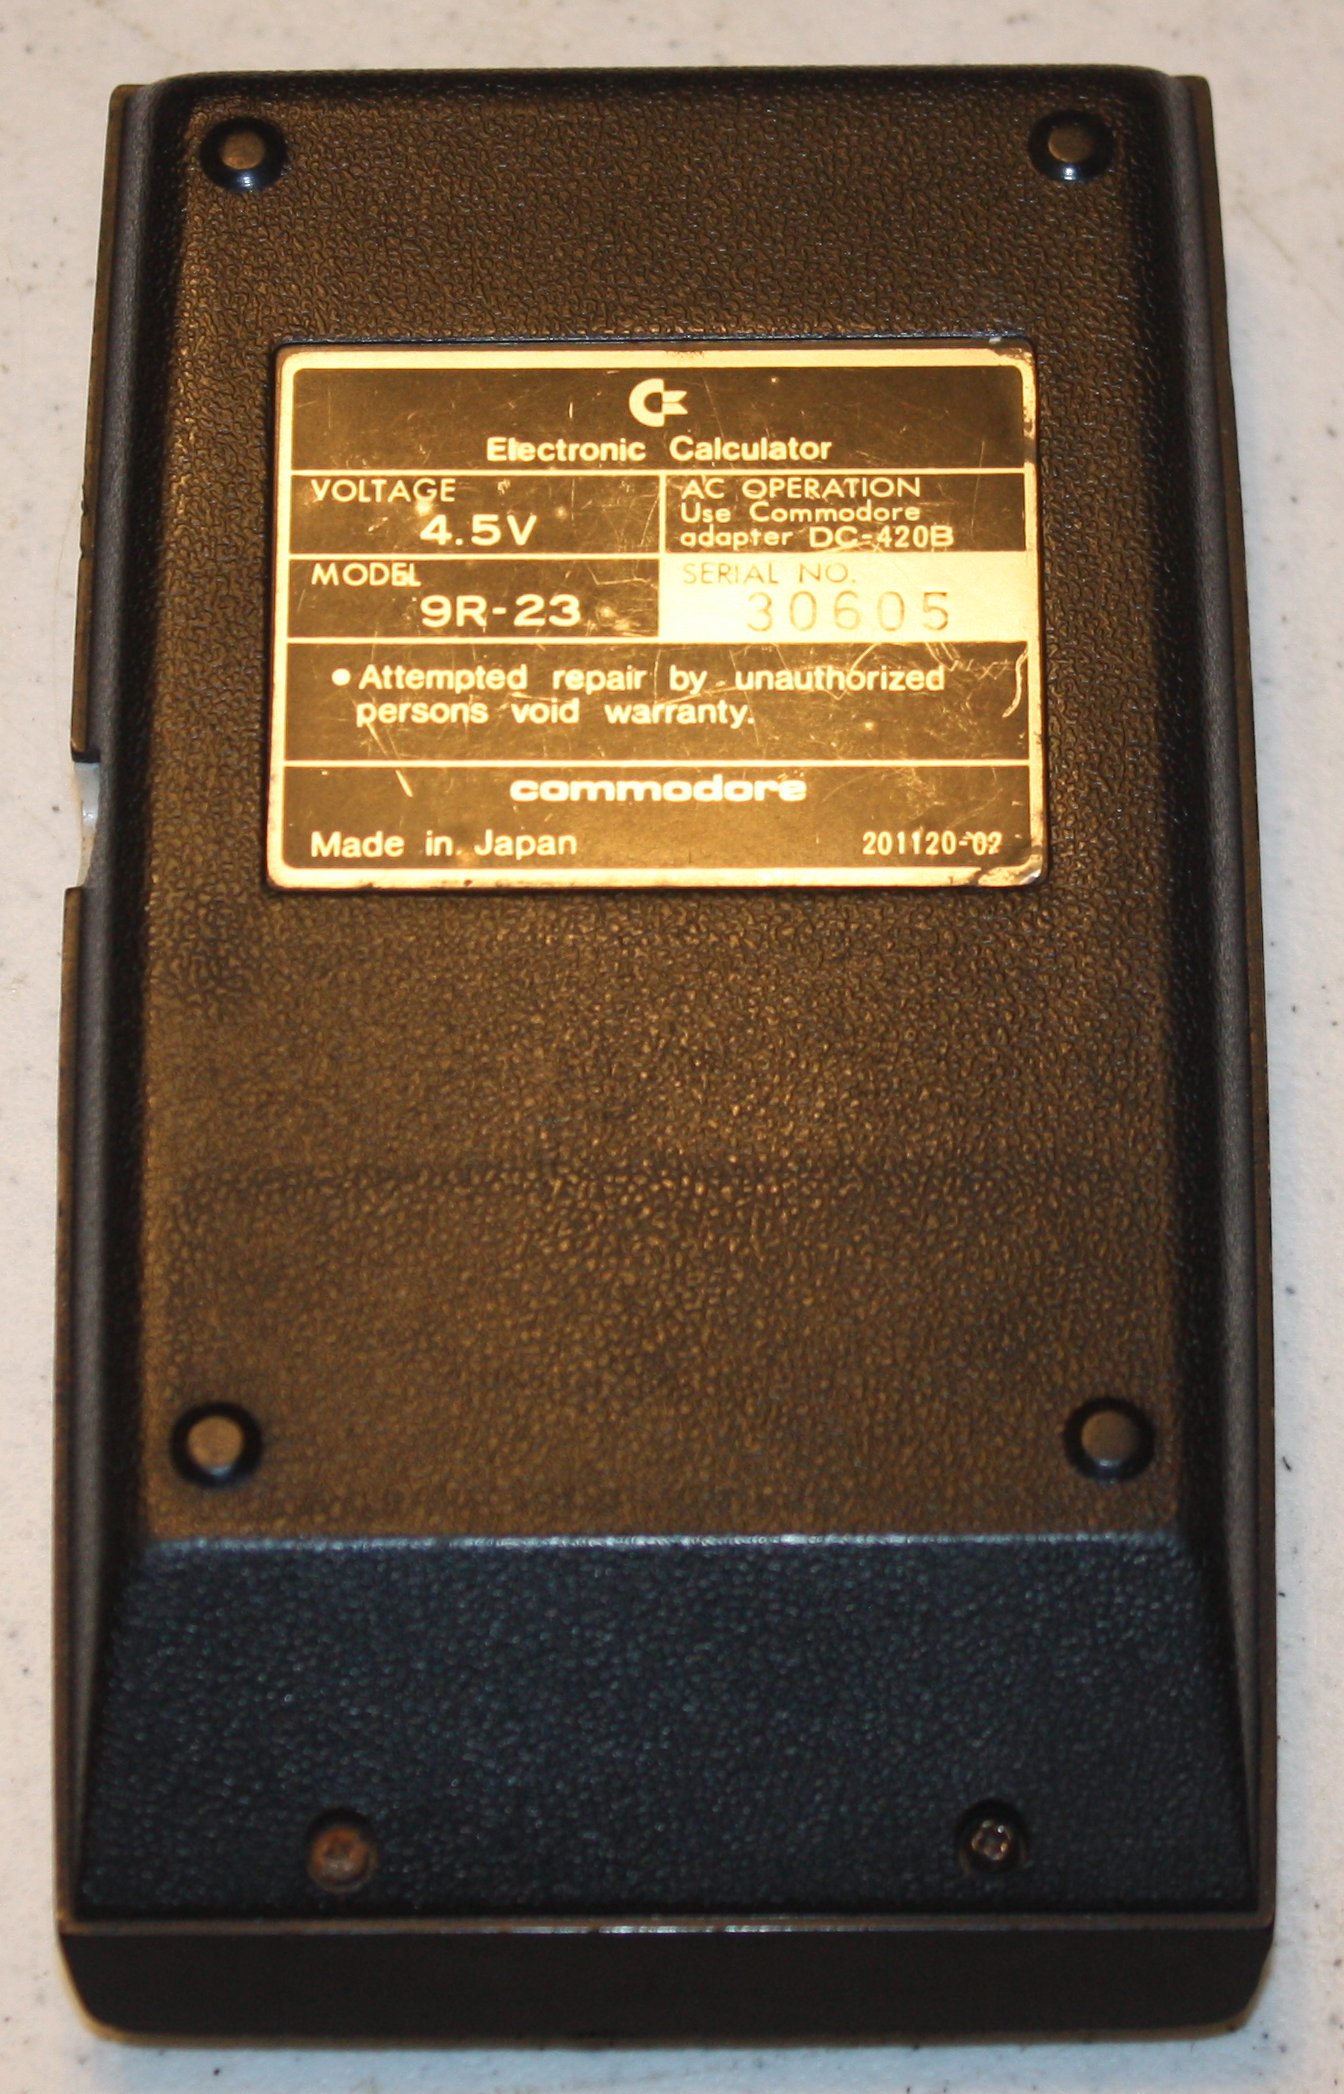 Electronic Calculator
VOLTAGE
4.5V
AC OPERATION
Use Commodore
adapter DC-420B
MODEL
9R-23
SERIAL NO.
30605
• Attempted repair by unauthorized
persons void warranty.
commodore
Made in Japan
201120-02